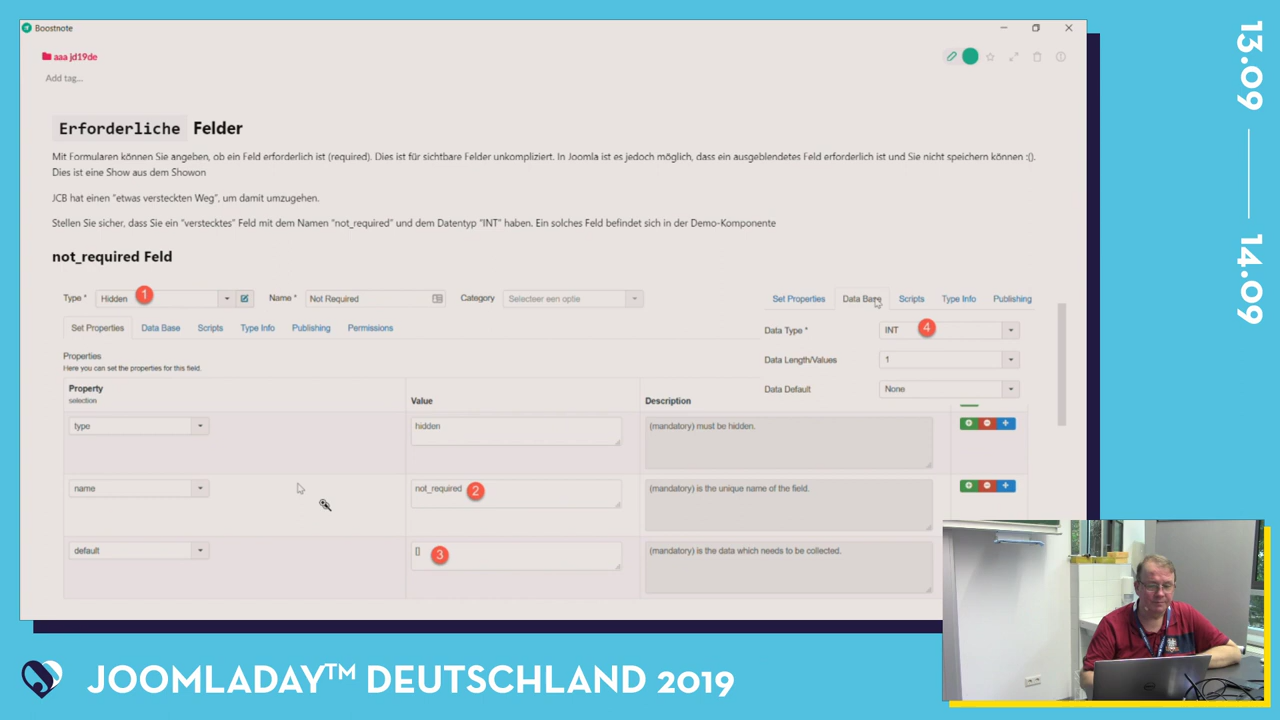 Boostnote
aaa jd19de
Add tag...
Erforderliche Felder
Mit Formularen können Sie angeben, ob ein Feld erforderlich ist (required). Dies ist für sichtbare Felder unkompliziert. In Joomla ist es jedoch möglich, dass ein ausgeblendetes Feld erforderlich ist und Sie nicht speichern können :().
Dies ist eine Show aus dem Showon
JCB hat einen "etwas versteckten Weg", um damit umzugehen.
Stellen Sie sicher, dass Sie ein "verstecktes" Feld mit dem Namen "not_required" und dem Datentyp "INT" haben. Ein solches Feld befindet sich in der Demo-Komponente
not_required Feld
Type * Hidden 1 Name * Not Required Category Selecteer een optie
Set Properties Data Base Scripts Type Info Publishing Permissions
Properties
Here you can set the properties for this field.
Property
selection
Value
Description
type hidden (mandatory) must be hidden.
name not_required 2 (mandatory) is the unique name of the field.
default [] 3 (mandatory) is the data which needs to be collected.
Set Properties Data Base Scripts Type Info Publishing
Data Type * INT 4
Data Length/Values 1
Data Default None
13.09
14.09
JOOMLADAY™ DEUTSCHLAND 2019